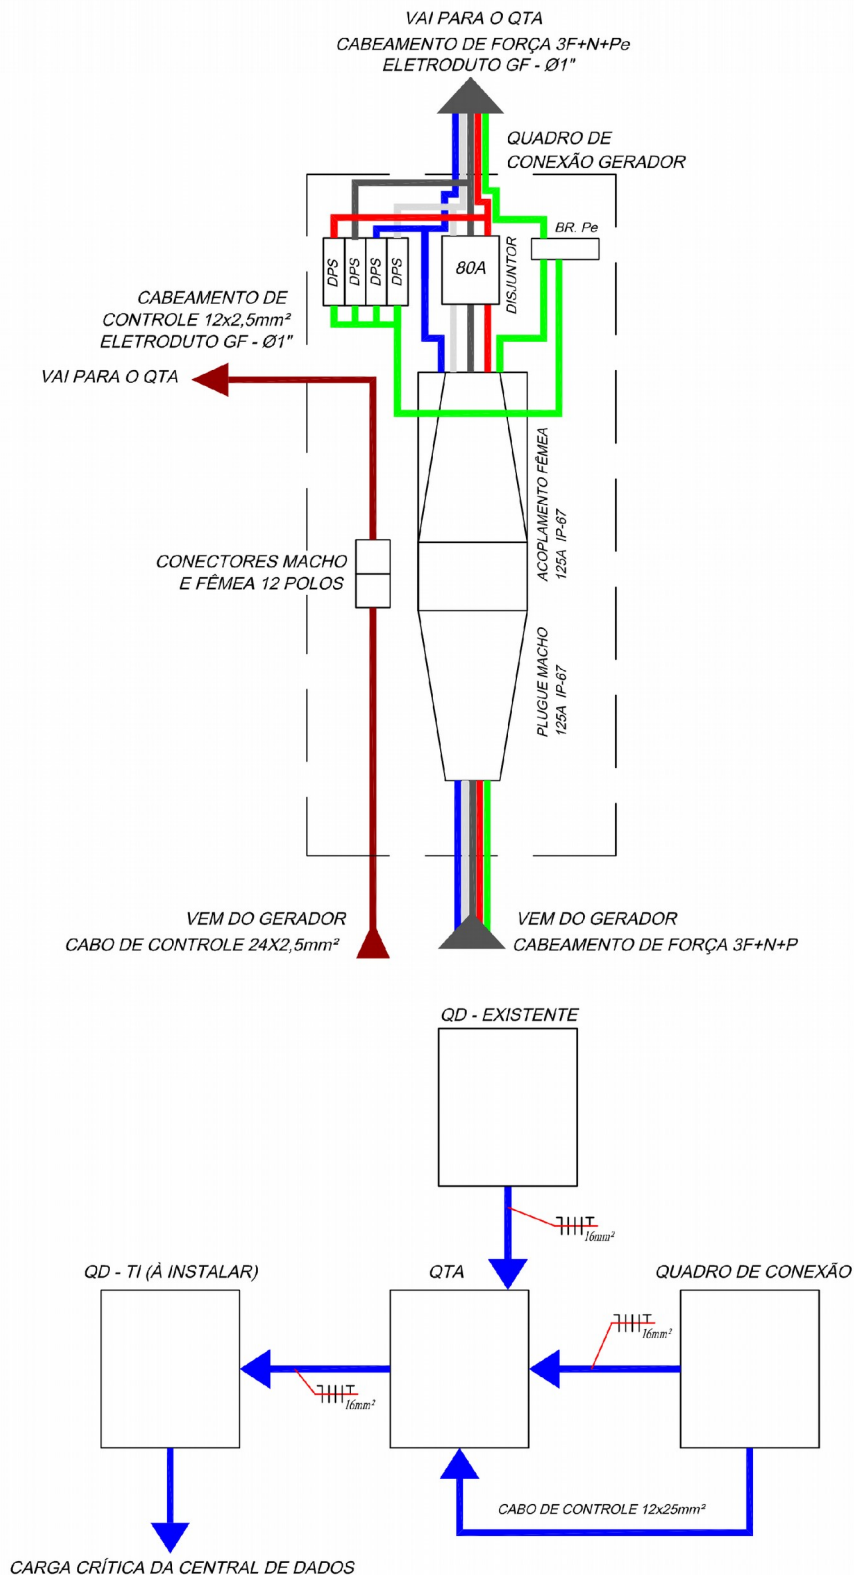 VAI PARA O QTA
CABEAMENTO DE FORÇA 3F+N+Pe
ELETRODUTO GF - Ø1"
QUADRO DE
CONEXÃO GERADOR
BR. Pe
DPS
DPS
DPS
DPS
80A
DISJUNTOR
CABEAMENTO DE
CONTROLE 12x2,5mm²
ELETRODUTO GF - Ø1"
VAI PARA O QTA
ACOPLAMENTO FÊMEA
125A IP-67
CONECTORES MACHO
E FÊMEA 12 POLOS
PLUGUE MACHO
125A IP-67
VEM DO GERADOR
CABO DE CONTROLE 24X2,5mm²
VEM DO GERADOR
CABEAMENTO DE FORÇA 3F+N+P
QD - EXISTENTE
16mm²
QD - TI (À INSTALAR)
QTA
QUADRO DE CONEXÃO
16mm²
16mm²
CABO DE CONTROLE 12x25mm²
CARGA CRÍTICA DA CENTRAL DE DADOS